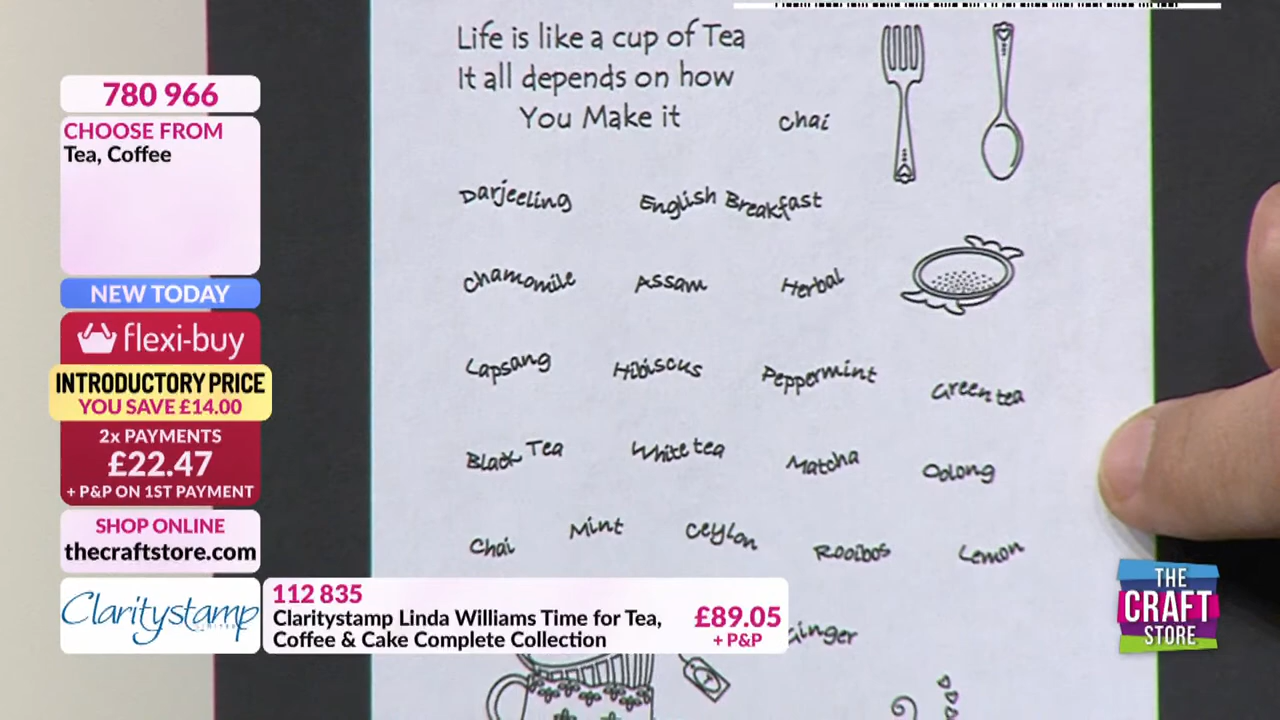 780 966
CHOOSE FROM
Tea, Coffee
NEW TODAY
flexi-buy
INTRODUCTORY PRICE
YOU SAVE £14.00
2x PAYMENTS
£22.47
+ P&P ON 1ST PAYMENT
SHOP ONLINE
thecraftstore.com
Claritystamp
112 835
Claritystamp Linda Williams Time for Tea,
Coffee & Cake Complete Collection
£89.05
+ P&P
Life is like a cup of Tea
It all depends on how
You Make it
Chai
Darjeeling
English Breakfast
Chamomile
Assam
Herbal
Lapsang
Hibiscus
Peppermint
Green tea
Black Tea
White tea
Matcha
Oolong
Chai
Mint
Ceylon
Rooibos
Lemon
Ginger
THE
CRAFT
STORE